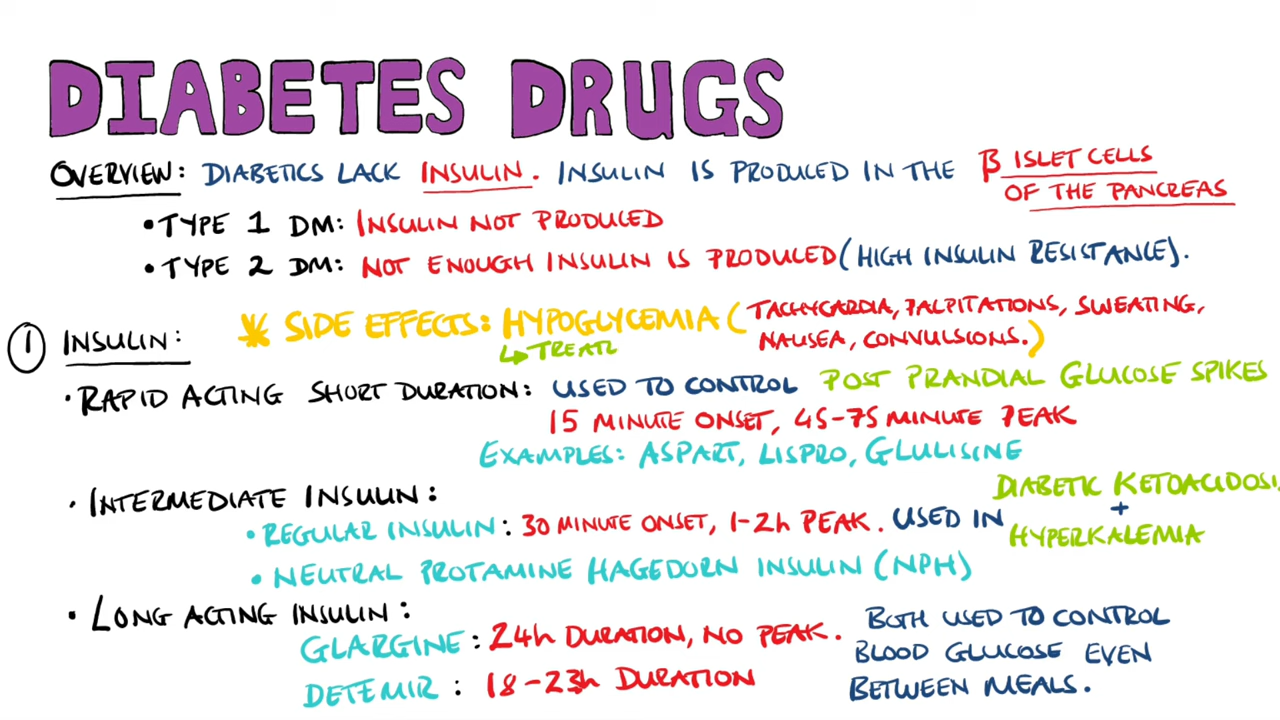 DIABETES DRUGS
OVERVIEW: DIABETICS LACK INSULIN. INSULIN IS PRODUCED IN THE β ISLET CELLS
OF THE PANCREAS
• TYPE 1 DM: INSULIN NOT PRODUCED
• TYPE 2 DM: NOT ENOUGH INSULIN IS PRODUCED (HIGH INSULIN RESISTANCE).
① INSULIN: * SIDE EFFECTS: HYPOGLYCEMIA (TACHYCARDIA, PALPITATIONS, SWEATING,
NAUSEA, CONVULSIONS.)
↳ TREATL
• RAPID ACTING SHORT DURATION: USED TO CONTROL POST PRANDIAL GLUCOSE SPIKES
15 MINUTE ONSET, 45-75 MINUTE PEAK
EXAMPLES: ASPART, LISPRO, GLULISINE
• INTERMEDIATE INSULIN:
• REGULAR INSULIN: 30 MINUTE ONSET, 1-2h PEAK. USED IN DIABETIC KETOACIDOSI
+
HYPERKALEMIA
• NEUTRAL PROTAMINE HAGEDORN INSULIN (NPH)
• LONG ACTING INSULIN:
GLARGINE: 24h DURATION, NO PEAK.
DETEMIR: 18-23h DURATION
BOTH USED TO CONTROL
BLOOD GLUCOSE EVEN
BETWEEN MEALS.